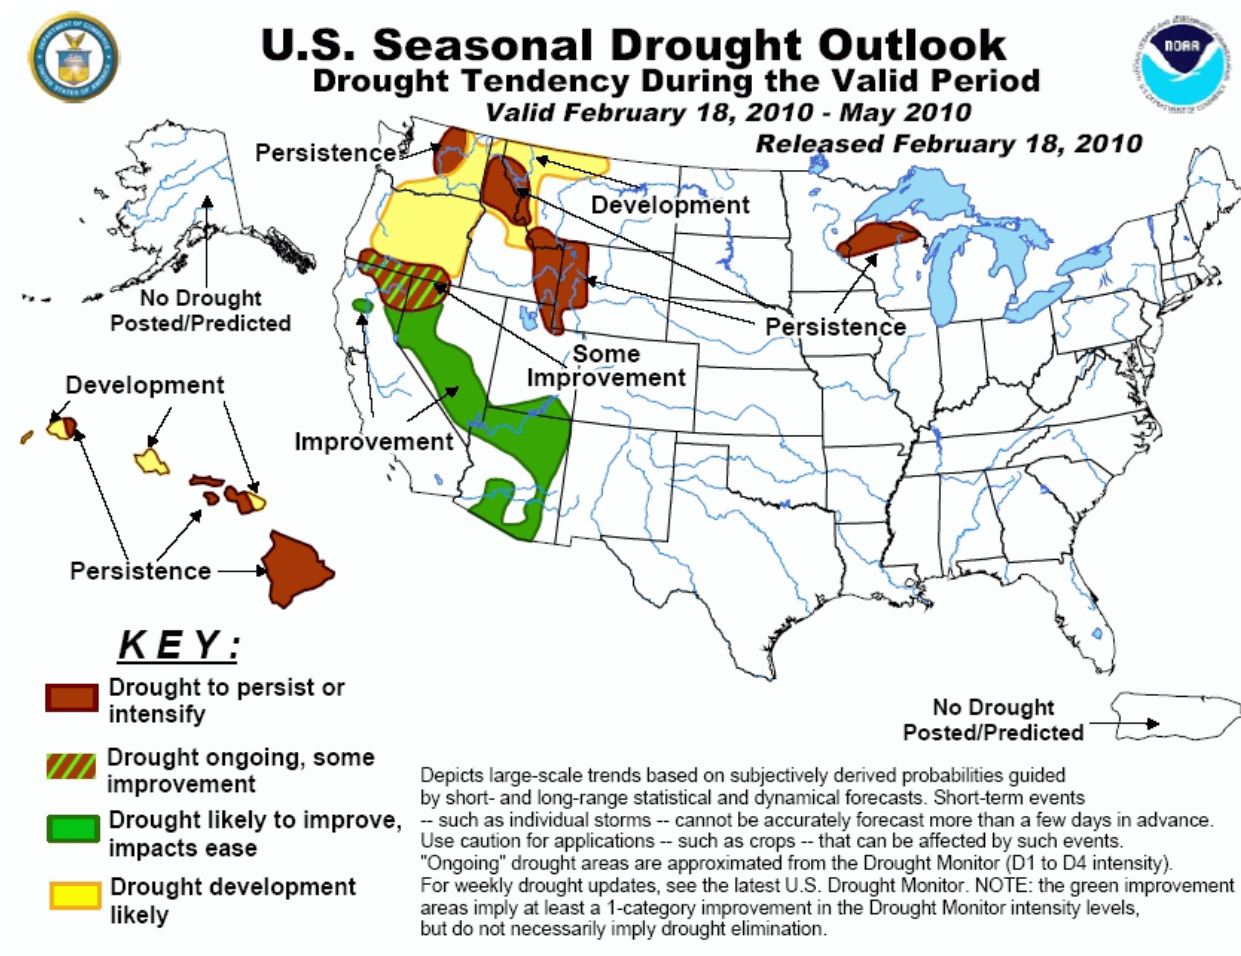 U.S. Seasonal Drought Outlook
Drought Tendency During the Valid Period
Valid February 18, 2010 - May 2010
Released February 18, 2010
NOAA
DEPARTMENT OF COMMERCE
UNITED STATES OF AMERICA
Persistence
Development
No Drought
Posted/Predicted
Persistence
Some
Improvement
Development
Improvement
Persistence
KEY:
Drought to persist or
intensify
Drought ongoing, some
improvement
Drought likely to improve,
impacts ease
Drought development
likely
No Drought
Posted/Predicted
Depicts large-scale trends based on subjectively derived probabilities guided
by short- and long-range statistical and dynamical forecasts. Short-term events
-- such as individual storms -- cannot be accurately forecast more than a few days in advance.
Use caution for applications -- such as crops -- that can be affected by such events.
"Ongoing" drought areas are approximated from the Drought Monitor (D1 to D4 intensity).
For weekly drought updates, see the latest U.S. Drought Monitor. NOTE: the green improvement
areas imply at least a 1-category improvement in the Drought Monitor intensity levels,
but do not necessarily imply drought elimination.